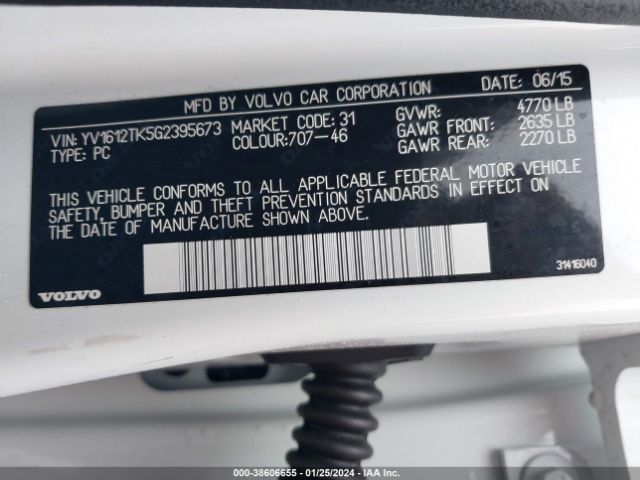 MFD BY VOLVO CAR CORPORATION DATE: 06/15
VIN: YV1612TK5G2395673 MARKET CODE: 31 GVWR: 4770 LB
TYPE: PC COLOUR:707-46 GAWR FRONT: 2635 LB
GAWR REAR: 2270 LB
THIS VEHICLE CONFORMS TO ALL APPLICABLE FEDERAL MOTOR VEHICLE
SAFETY, BUMPER AND THEFT PREVENTION STANDARDS IN EFFECT ON
THE DATE OF MANUFACTURE SHOWN ABOVE.
31416040
VOLVO
000-38606655 - 01/25/2024 - IAAI